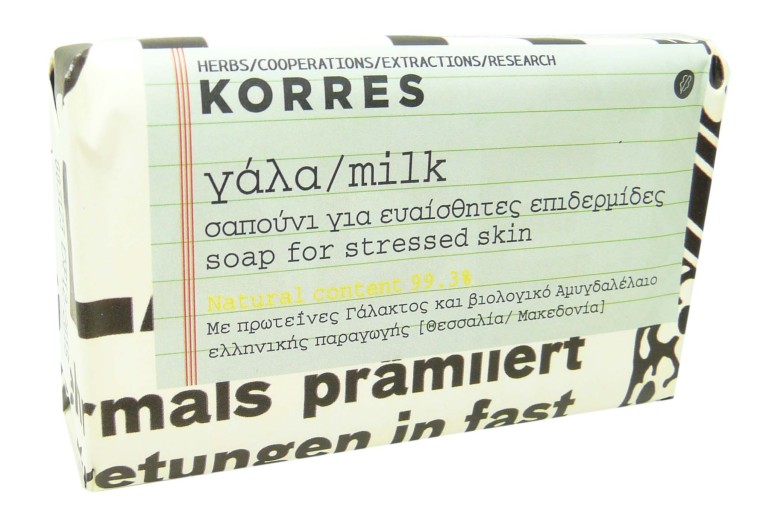 HERBS/COOPERATIONS/EXTRACTIONS/RESEARCH
KORRES
γάλα/milk
σαπούνι για ευαίσθητες επιδερμίδες
soap for stressed skin
Natural content 99.3%
Με πρωτεΐνες Γάλακτος και βιολογικό Αμυγδαλέλαιο
ελληνικής παραγωγής [Θεσσαλία/ Μακεδονία]
rmals prämiiert
retungen in fast